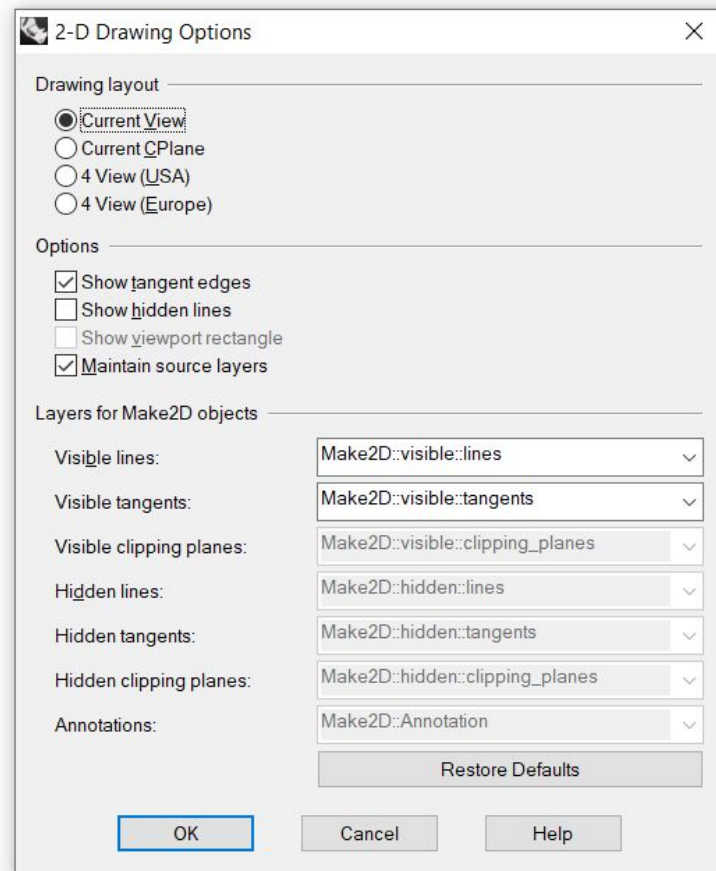 2-D Drawing Options
Drawing layout
Current View
Current CPlane
4 View (USA)
4 View (Europe)
Options
Show tangent edges
Show hidden lines
Show viewport rectangle
Maintain source layers
Layers for Make2D objects
Visible lines: Make2D::visible::lines
Visible tangents: Make2D::visible::tangents
Visible clipping planes: Make2D::visible::clipping_planes
Hidden lines: Make2D::hidden::lines
Hidden tangents: Make2D::hidden::tangents
Hidden clipping planes: Make2D::hidden::clipping_planes
Annotations: Make2D::Annotation
Restore Defaults
OK Cancel Help